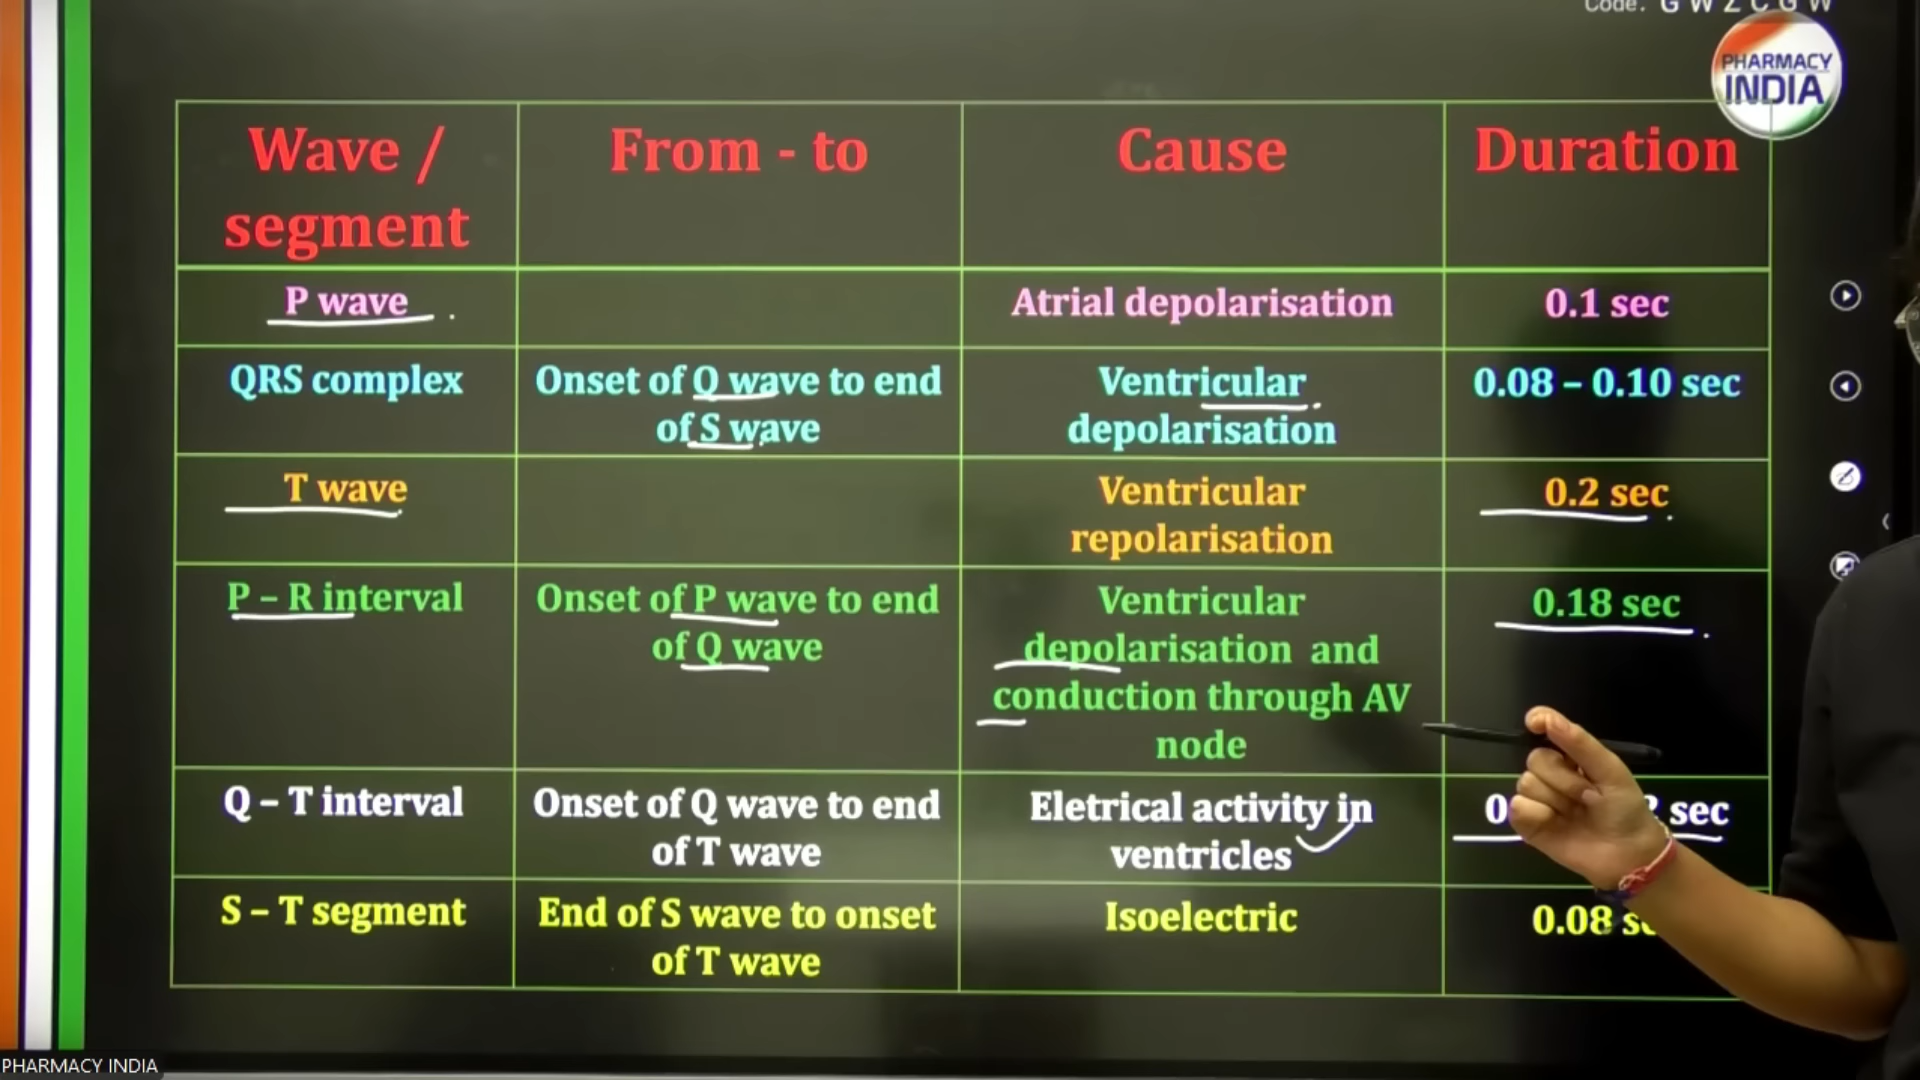 Code: G W Z C G W
PHARMACY
INDIA
Wave /
segment
From - to
Cause
Duration
P wave
Atrial depolarisation
0.1 sec
QRS complex
Onset of Q wave to end
of S wave
Ventricular
depolarisation
0.08 – 0.10 sec
T wave
Ventricular
repolarisation
0.2 sec
P – R interval
Onset of P wave to end
of Q wave
Ventricular
depolarisation and
conduction through AV
node
0.18 sec
Q – T interval
Onset of Q wave to end
of T wave
Eletrical activity in
ventricles
sec
S – T segment
End of S wave to onset
of T wave
Isoelectric
0.08
PHARMACY INDIA